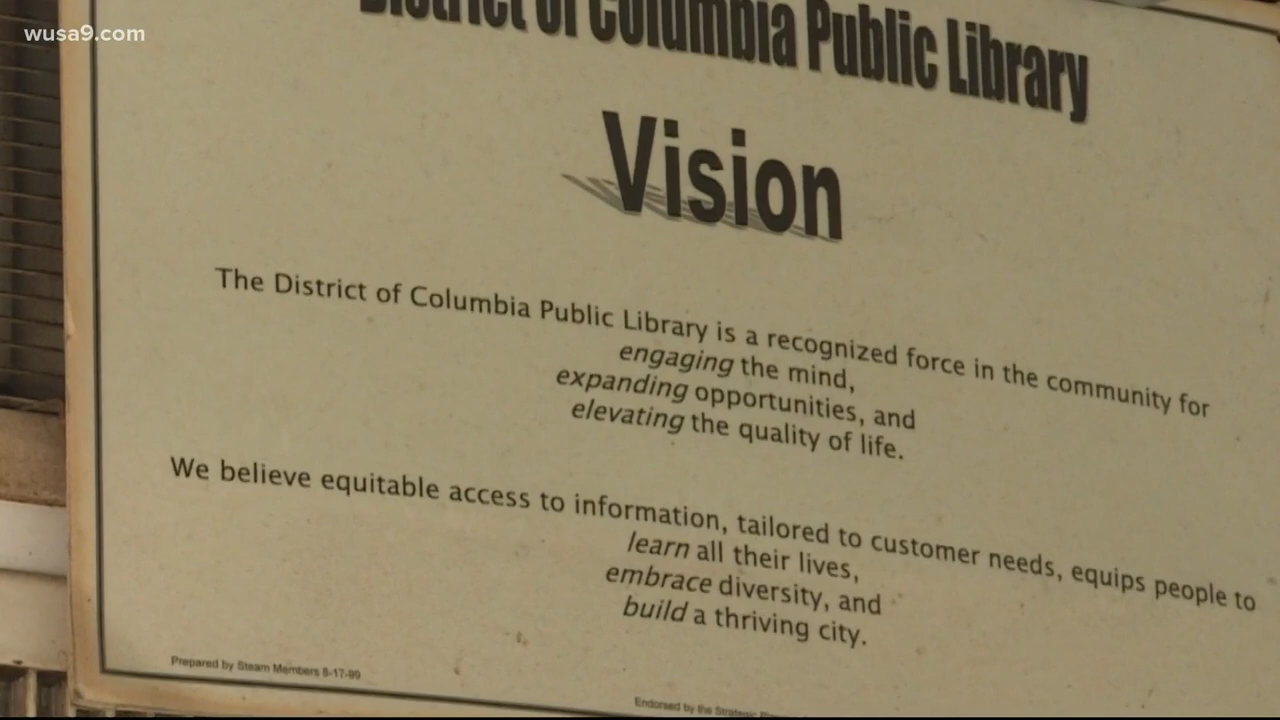 wusa9.com
District of Columbia Public Library
Vision
The District of Columbia Public Library is a recognized force in the community for
engaging the mind,
expanding opportunities, and
elevating the quality of life.
We believe equitable access to information, tailored to customer needs, equips people to
learn all their lives,
embrace diversity, and
build a thriving city.
Prepared by Steam Members 8-17-99
Endorsed by the Strategic